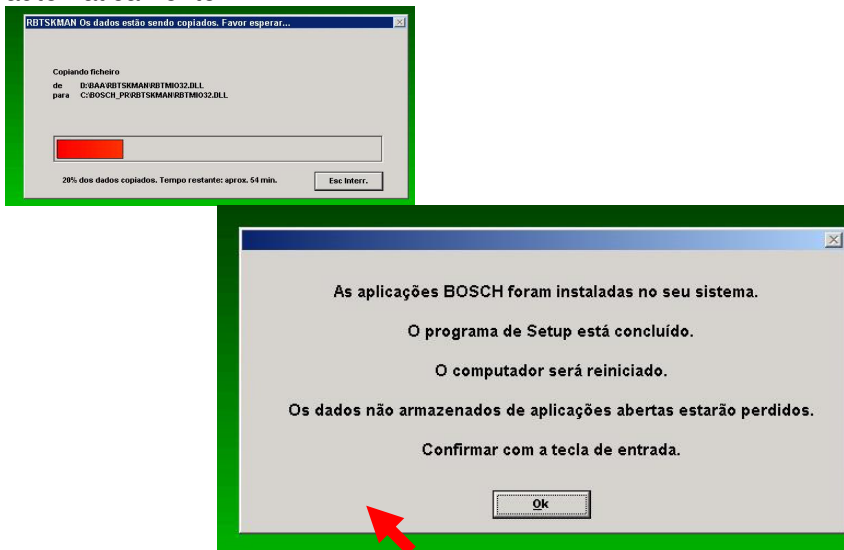 RBTSKMAN Os dados estão sendo copiados. Favor esperar...
Copiando ficheiro
de D:\BAA\RBTSKMAN\RBTMIO32.DLL
para C:\BOSCH_PR\RBTSKMAN\RBTMIO32.DLL
20% dos dados copiados. Tempo restante: aprox. 54 min.
Esc Interr.
As aplicações BOSCH foram instaladas no seu sistema.
O programa de Setup está concluído.
O computador será reiniciado.
Os dados não armazenados de aplicações abertas estarão perdidos.
Confirmar com a tecla de entrada.
Ok